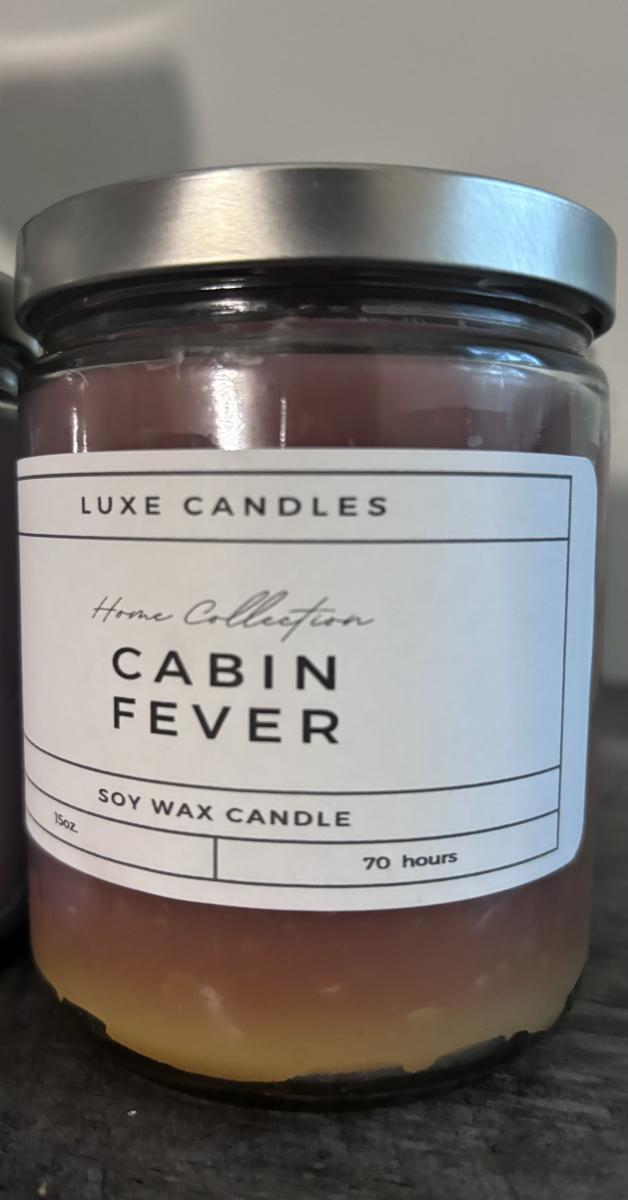 LUXE CANDLES
Home Collection
CABIN
FEVER
SOY WAX CANDLE
15oz.
70 hours